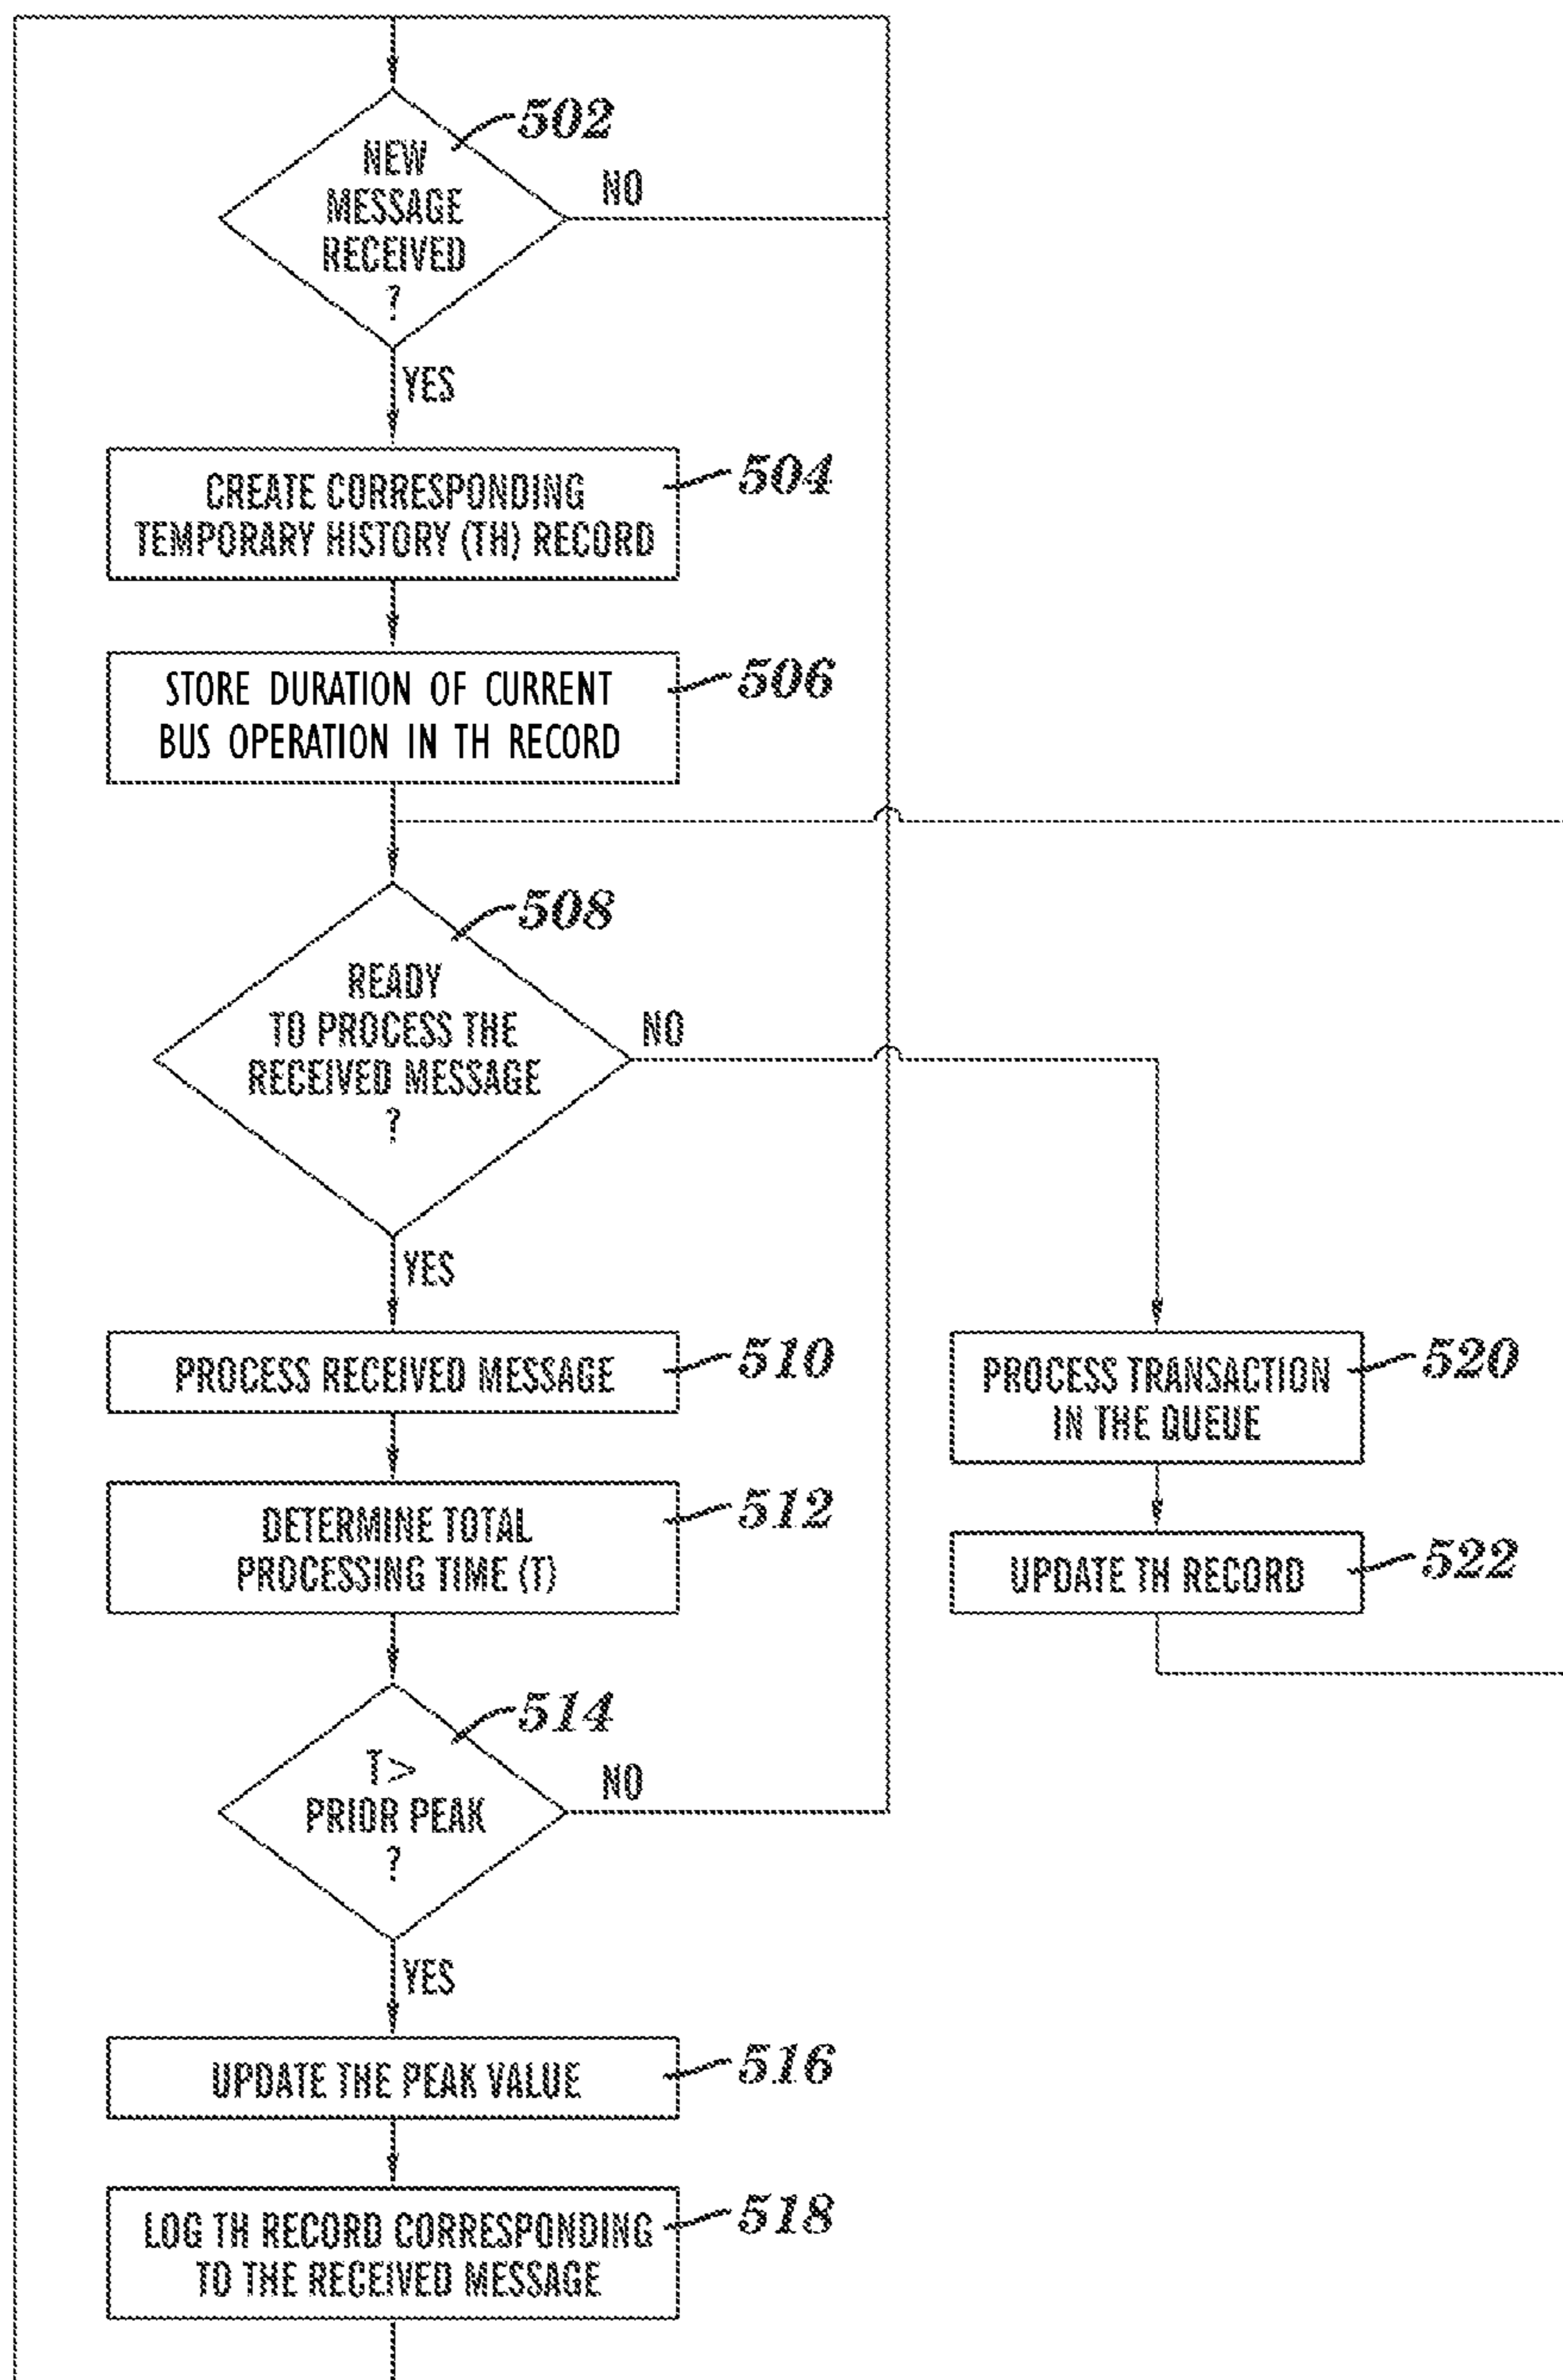 502
NEW
MESSAGE
RECEIVED
?
NO
YES
504
CREATE CORRESPONDING
TEMPORARY HISTORY (TH) RECORD
506
STORE DURATION OF CURRENT
BUS OPERATION IN TH RECORD
508
READY
TO PROCESS THE
RECEIVED MESSAGE
?
NO
YES
510
PROCESS RECEIVED MESSAGE
520
PROCESS TRANSACTION
IN THE QUEUE
512
DETERMINE TOTAL
PROCESSING TIME (T)
522
UPDATE TH RECORD
514
T >
PRIOR PEAK
?
NO
YES
516
UPDATE THE PEAK VALUE
518
LOG TH RECORD CORRESPONDING
TO THE RECEIVED MESSAGE